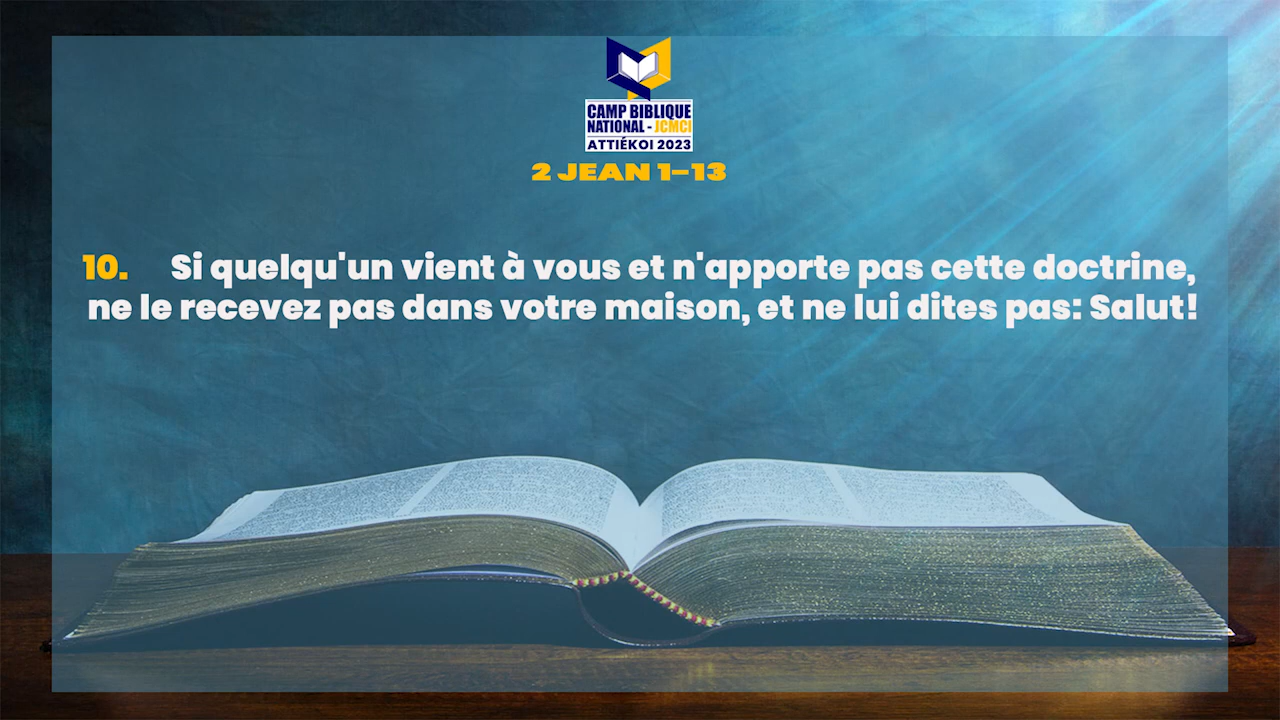 CAMP BIBLIQUE
NATIONAL - JCMCI
ATTIÉKOI 2023
2 JEAN 1-13
10. Si quelqu'un vient à vous et n'apporte pas cette doctrine,
ne le recevez pas dans votre maison, et ne lui dites pas: Salut!